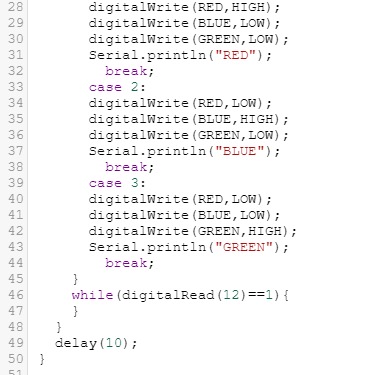 28 digitalWrite(RED,HIGH);
29 digitalWrite(BLUE,LOW);
30 digitalWrite(GREEN,LOW);
31 Serial.println("RED");
32 break;
33 case 2:
34 digitalWrite(RED,LOW);
35 digitalWrite(BLUE,HIGH);
36 digitalWrite(GREEN,LOW);
37 Serial.println("BLUE");
38 break;
39 case 3:
40 digitalWrite(RED,LOW);
41 digitalWrite(BLUE,LOW);
42 digitalWrite(GREEN,HIGH);
43 Serial.println("GREEN");
44 break;
45 }
46 while(digitalRead(12)==1){
47 }
48 }
49 delay(10);
50 }
51